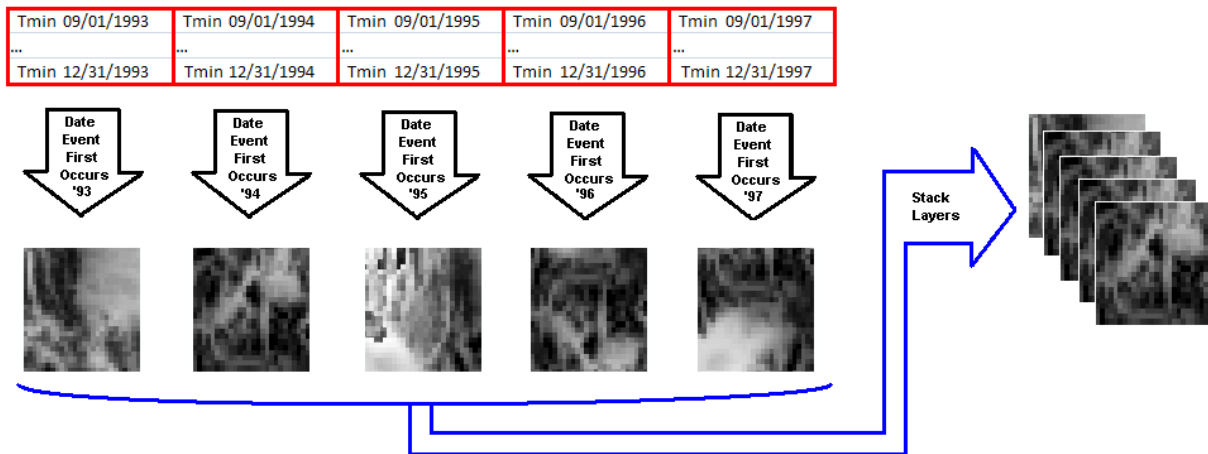 Tmin 09/01/1993 Tmin 09/01/1994 Tmin 09/01/1995 Tmin 09/01/1996 Tmin 09/01/1997
... ... ... ... ...
Tmin 12/31/1993 Tmin 12/31/1994 Tmin 12/31/1995 Tmin 12/31/1996 Tmin 12/31/1997
Date
Event
First
Occurs
'93
Date
Event
First
Occurs
'94
Date
Event
First
Occurs
'95
Date
Event
First
Occurs
'96
Date
Event
First
Occurs
'97
Stack
Layers